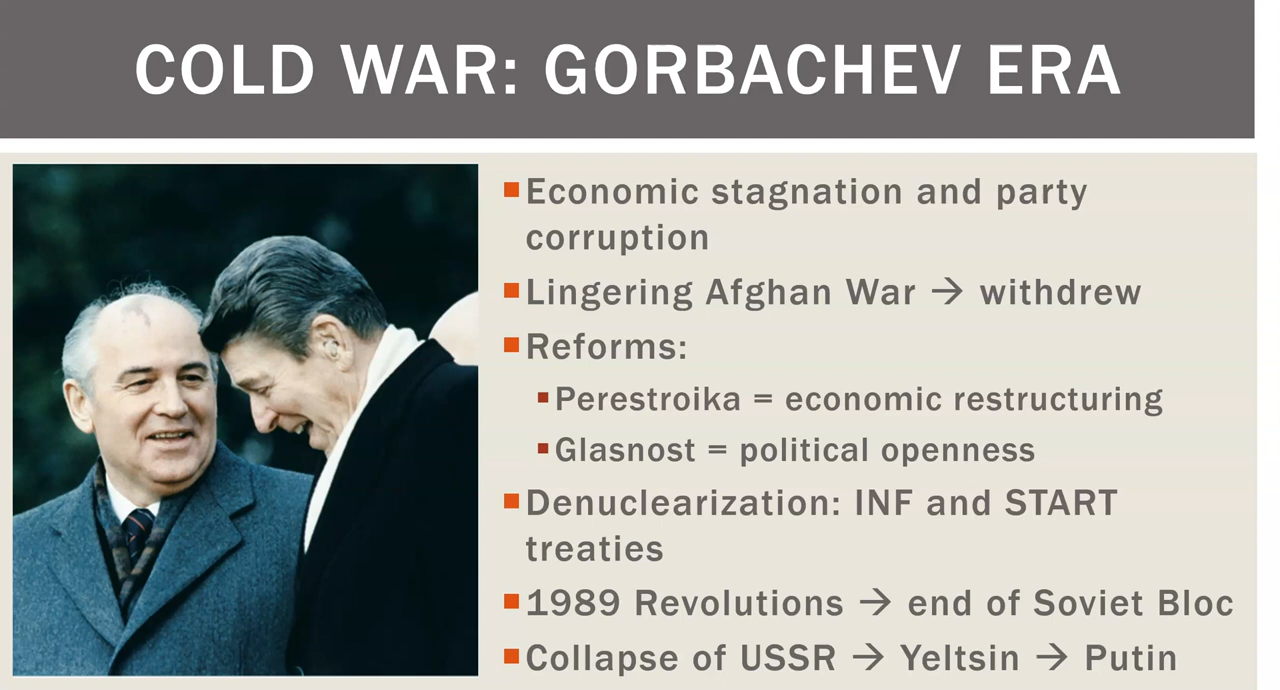 COLD WAR: GORBACHEV ERA
Economic stagnation and party
corruption
Lingering Afghan War → withdrew
Reforms:
Perestroika = economic restructuring
Glasnost = political openness
Denuclearization: INF and START
treaties
1989 Revolutions → end of Soviet Bloc
Collapse of USSR → Yeltsin → Putin